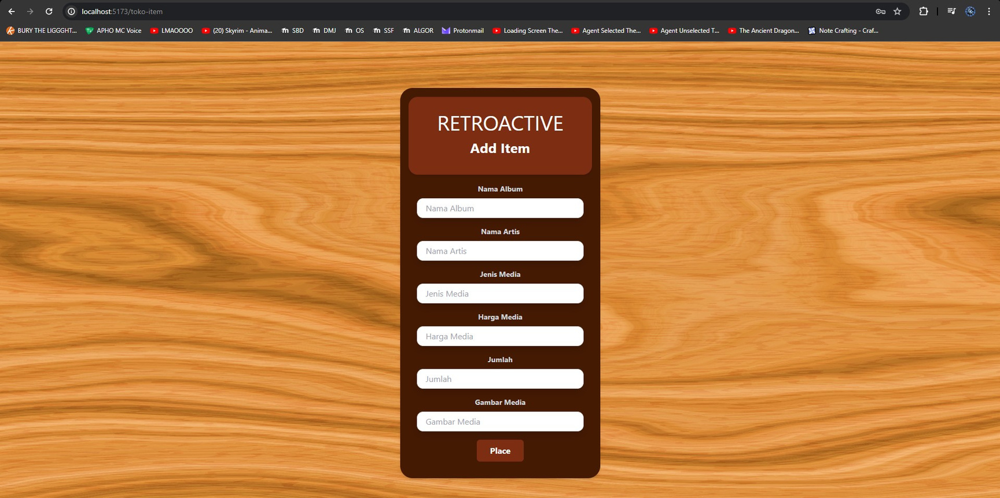 localhost:5173/toko-item
BURY THE LIGGGHT... APHO MC Voice LMAOOOO (20) Skyrim - Anima... SBD DMJ OS SSF ALGOR Protonmail Loading Screen The... Agent Selected The... Agent Unselected T... The Ancient Dragon... Note Crafting - Craf...
RETROACTIVE
Add Item
Nama Album
Nama Album
Nama Artis
Nama Artis
Jenis Media
Jenis Media
Harga Media
Harga Media
Jumlah
Jumlah
Gambar Media
Gambar Media
Place